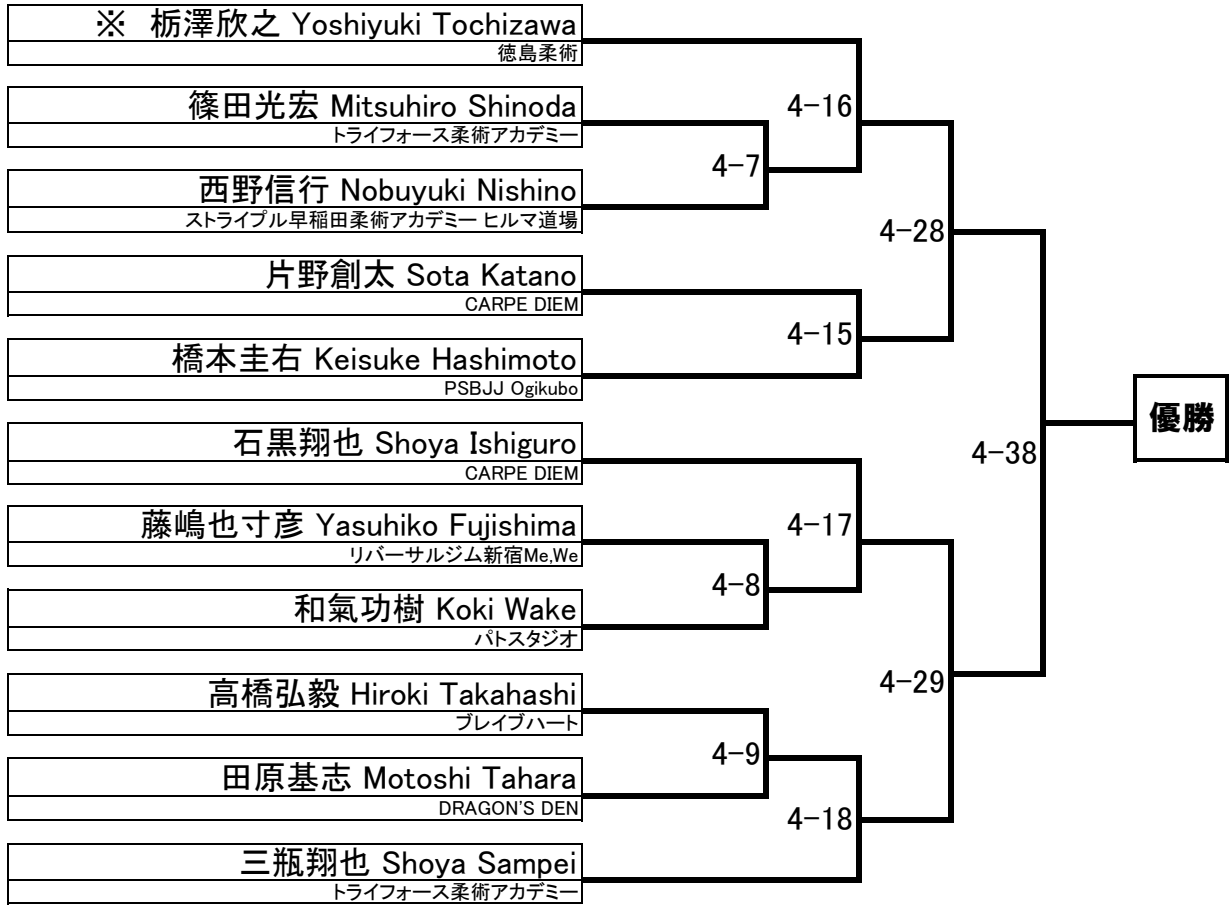 ※　栃澤欣之 Yoshiyuki Tochizawa
徳島柔術
4-16
篠田光宏 Mitsuhiro Shinoda
トライフォース柔術アカデミー
4-7
西野信行 Nobuyuki Nishino
ストライプル早稲田柔術アカデミー ヒルマ道場
4-28
片野創太 Sota Katano
CARPE DIEM
4-15
橋本圭右 Keisuke Hashimoto
PSBJJ Ogikubo
優勝
石黒翔也 Shoya Ishiguro
CARPE DIEM
4-38
藤嶋也寸彦 Yasuhiko Fujishima
リバーサルジム新宿Me,We
4-17
4-8
和氣功樹 Koki Wake
パトスタジオ
4-29
高橋弘毅 Hiroki Takahashi
ブレイブハート
4-9
田原基志 Motoshi Tahara
DRAGON'S DEN
4-18
三瓶翔也 Shoya Sampei
トライフォース柔術アカデミー